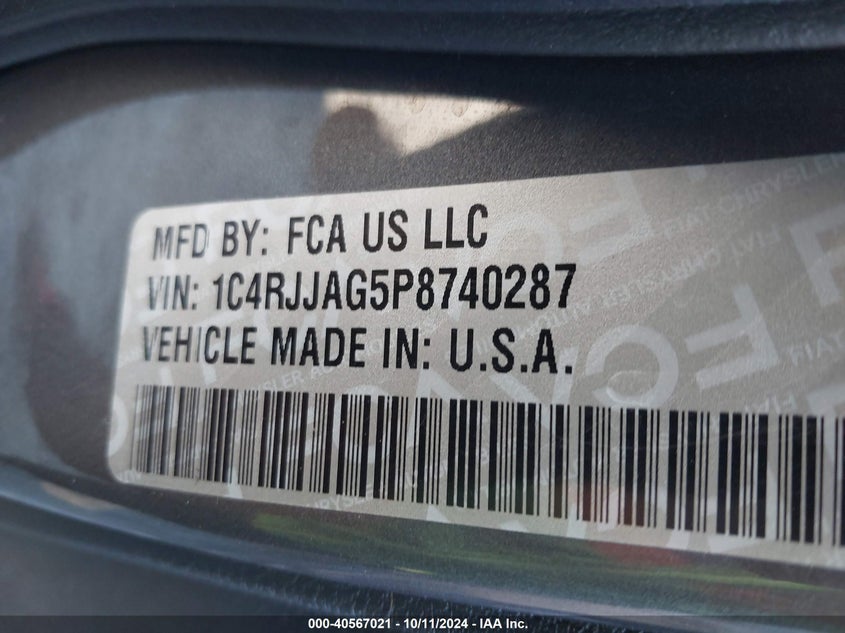 MFD BY: FCA US LLC
VIN: 1C4RJJAG5P8740287
VEHICLE MADE IN: U.S.A.
000-40567021 - 10/11/2024 - IAA Inc.